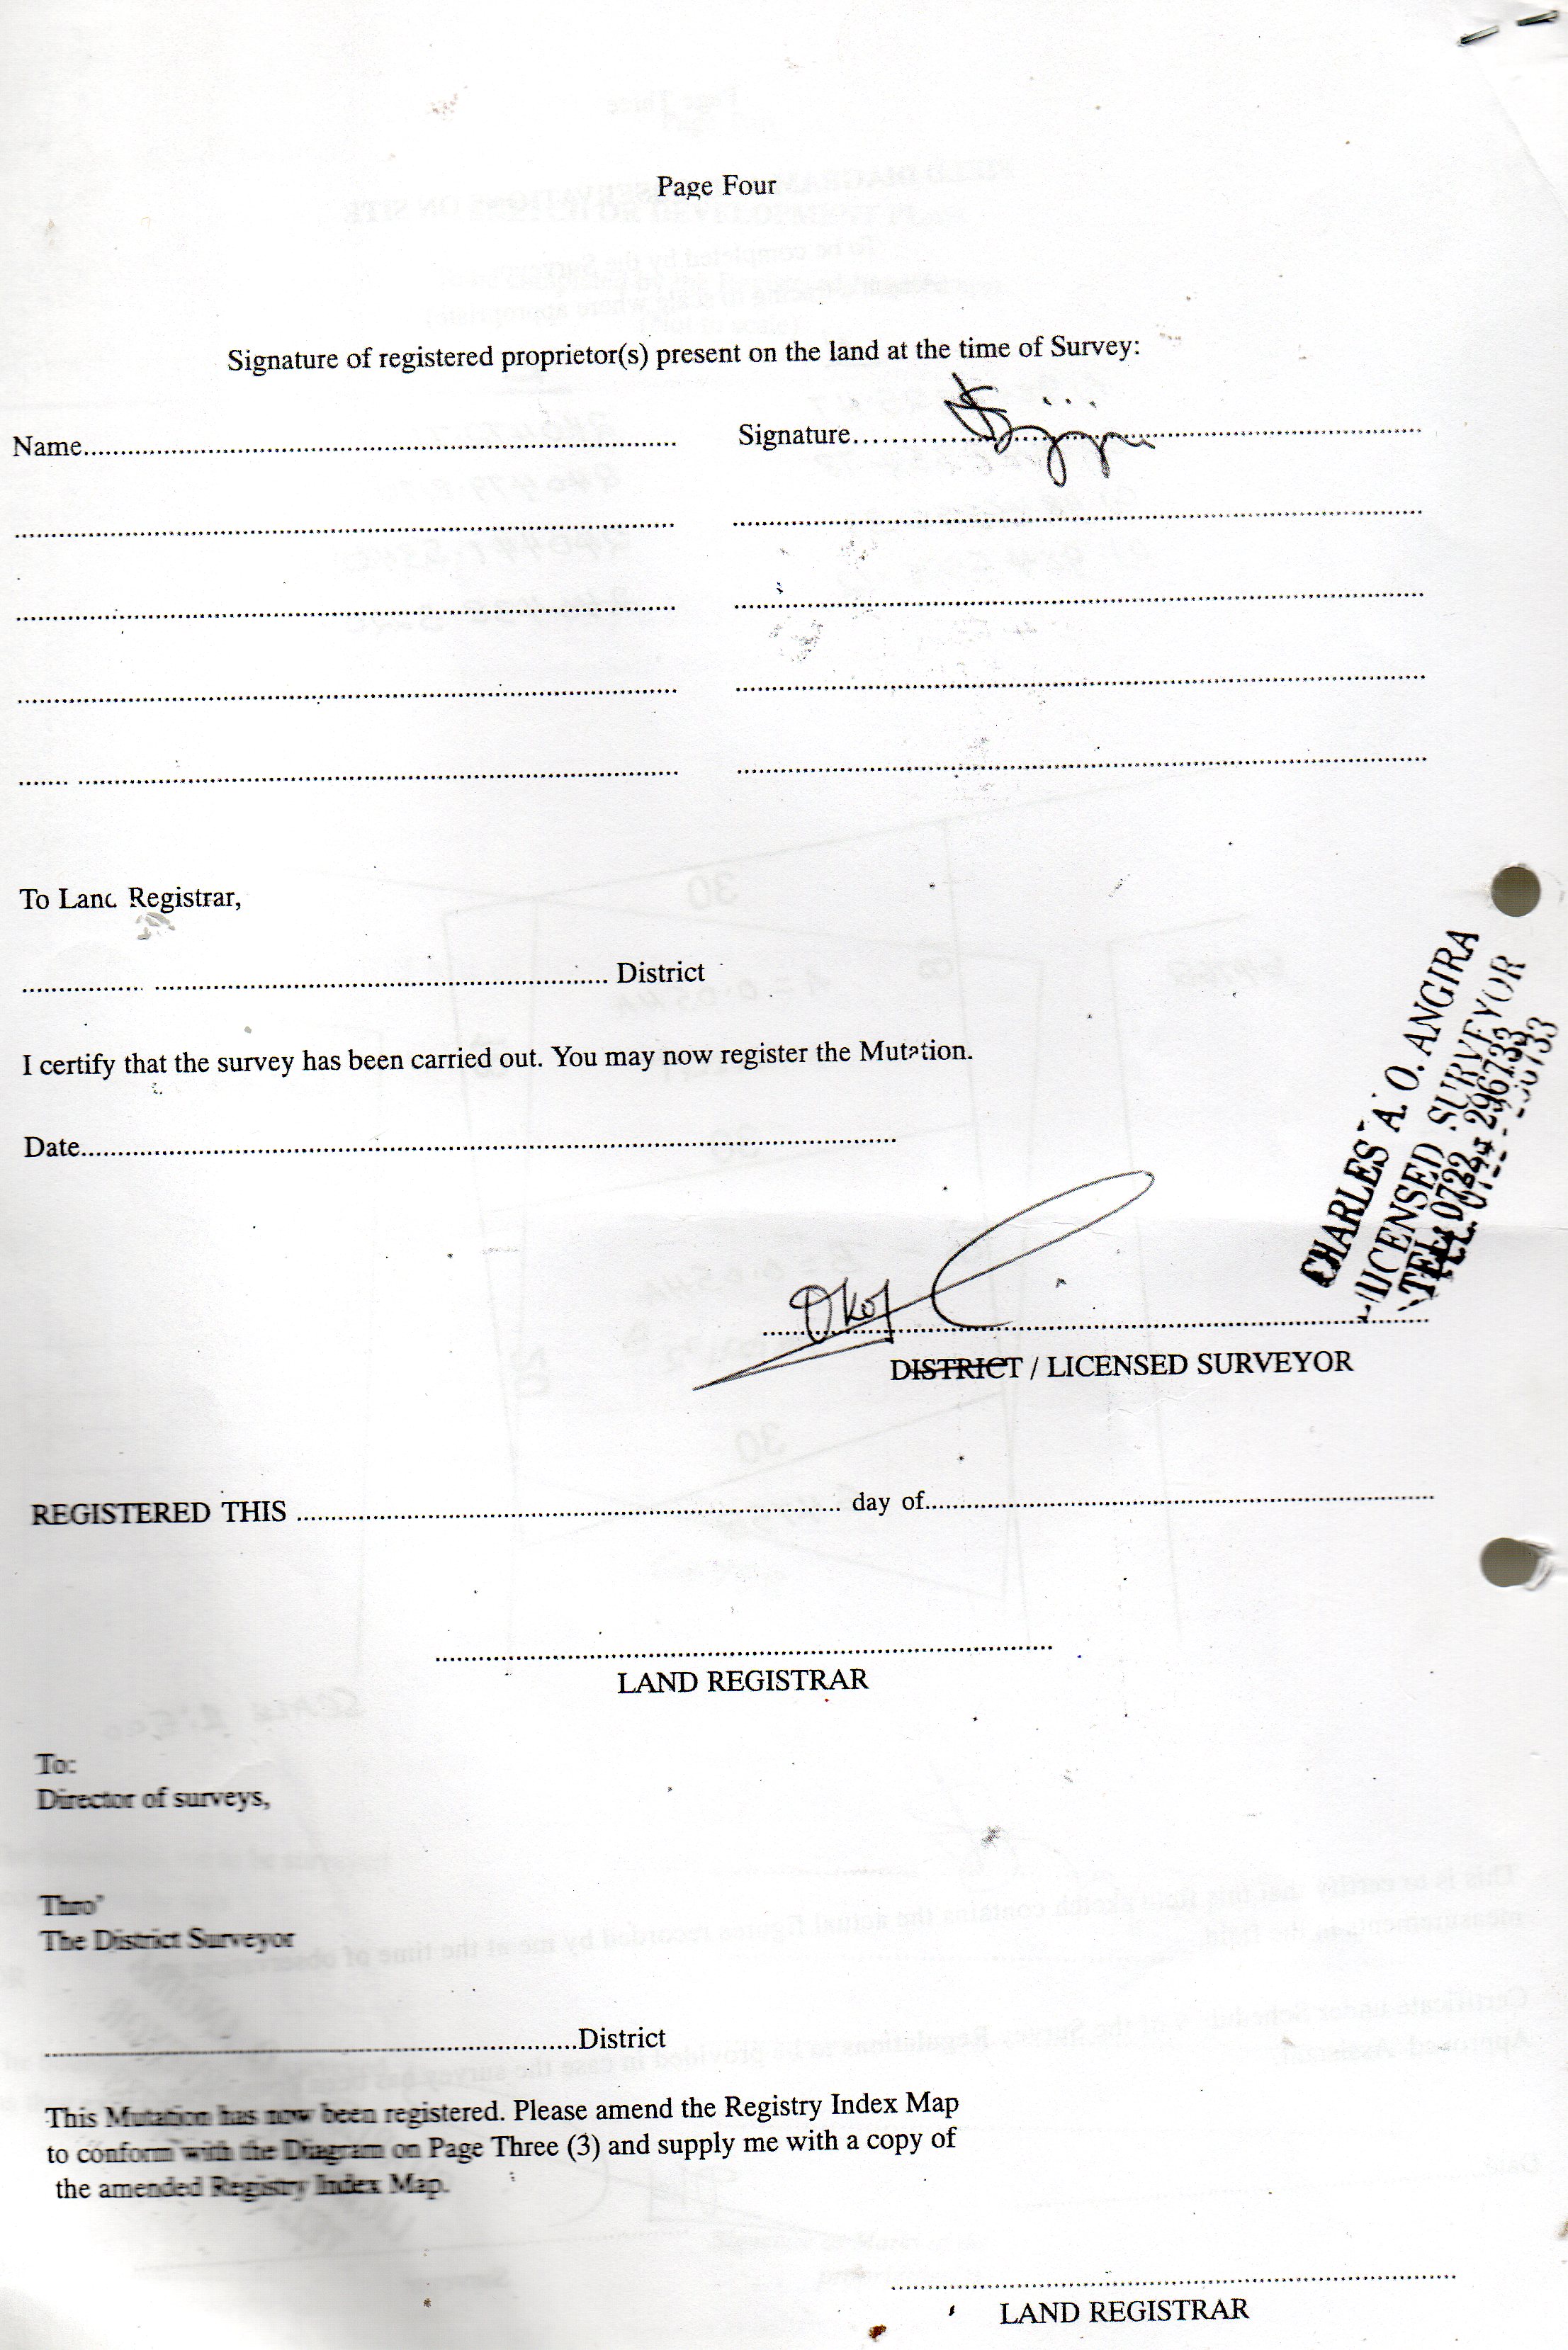 Page Four
Signature of registered proprietor(s) present on the land at the time of Survey:
Name.......................... Signature..........................
To Land Registrar,
.......................... District
I certify that the survey has been carried out. You may now register the Mutation.
Date..........................
CHARLES A. O. ANGIRA
LICENSED SURVEYOR
TEL: 0722 296733
DISTRICT / LICENSED SURVEYOR
REGISTERED THIS .......................... day of..........................
LAND REGISTRAR
To:
Director of surveys,
Thro'
The District Surveyor
..........................District
This Mutation has now been registered. Please amend the Registry Index Map
to conform with the Diagram on Page Three (3) and supply me with a copy of
the amended Registry Index Map.
LAND REGISTRAR